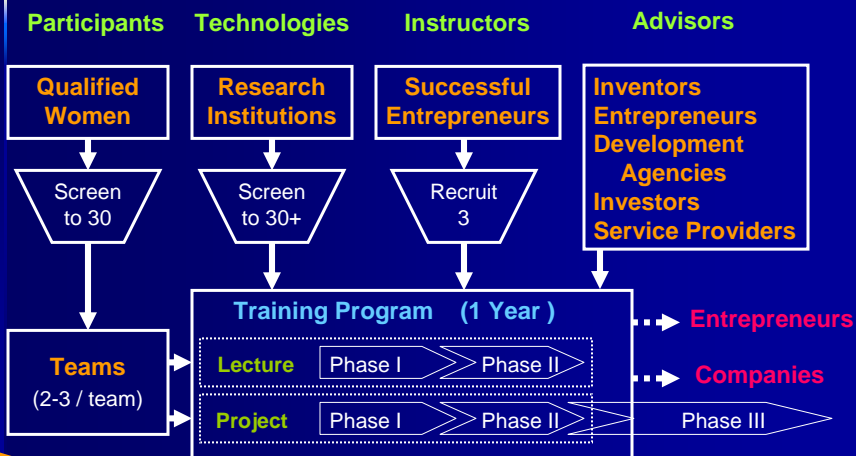 Participants
Technologies
Instructors
Advisors
Qualified
Women
Research
Institutions
Successful
Entrepreneurs
Inventors
Entrepreneurs
Development
Agencies
Investors
Service Providers
Screen
to 30
Screen
to 30+
Recruit
3
Training Program (1 Year )
Teams
(2-3 / team)
Lecture Phase I Phase II
Project Phase I Phase II Phase III
Entrepreneurs
Companies